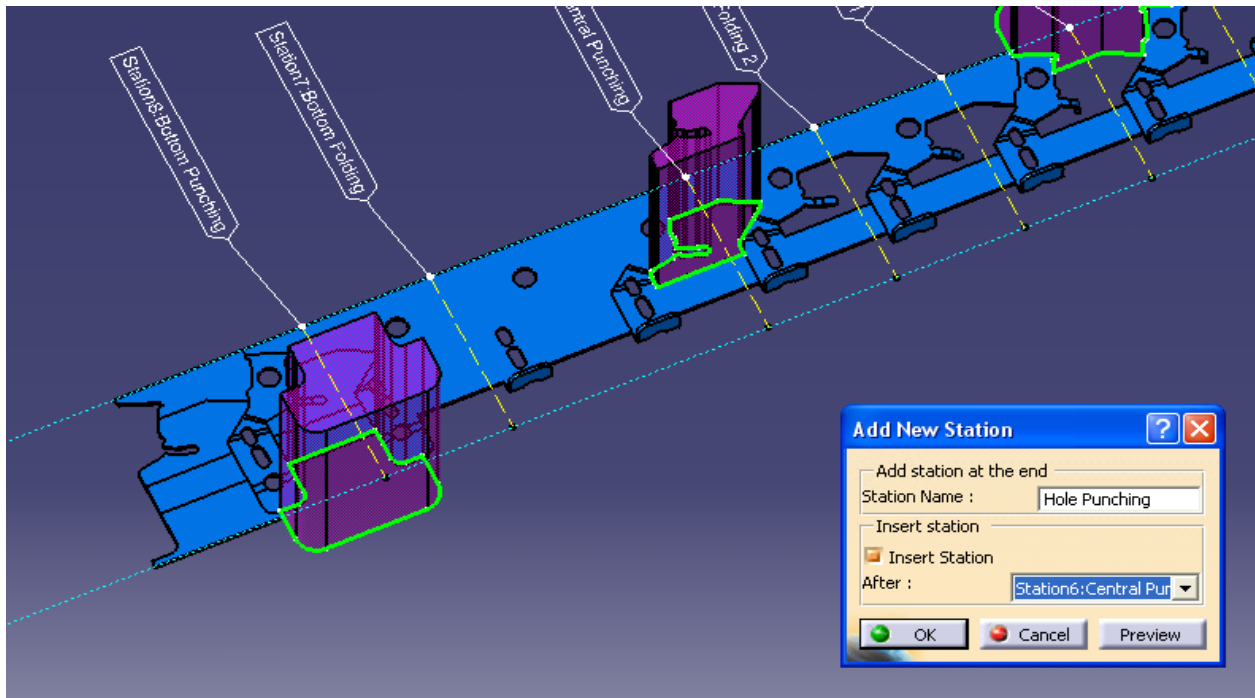 Station8:Bottom Punching
Station7:Bottom Folding
entral Punching
Folding 2
Add New Station
Add station at the end
Station Name :
Hole Punching
Insert station
Insert Station
After :
Station6:Central Pur
OK
Cancel
Preview